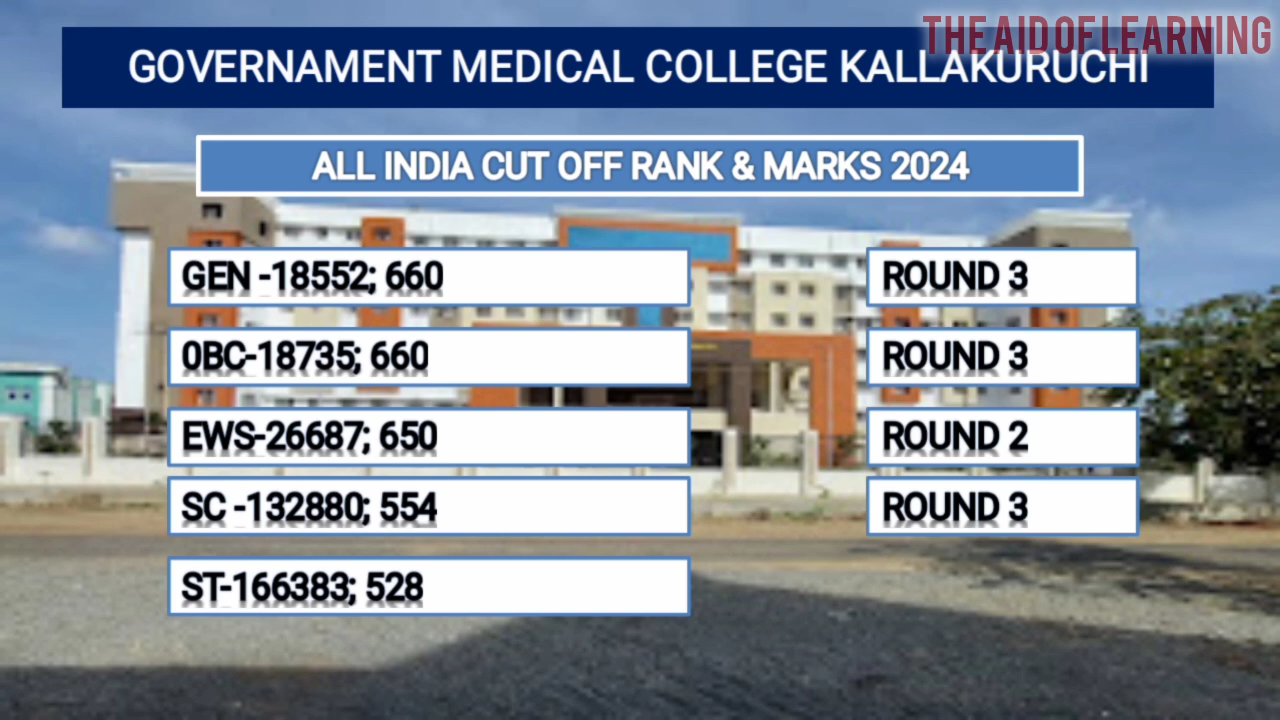 THE AID OF LEARNING
GOVERNAMENT MEDICAL COLLEGE KALLAKURUCHI
ALL INDIA CUT OFF RANK & MARKS 2024
GEN -18552; 660 ROUND 3
0BC-18735; 660 ROUND 3
EWS-26687; 650 ROUND 2
SC -132880; 554 ROUND 3
ST-166383; 528